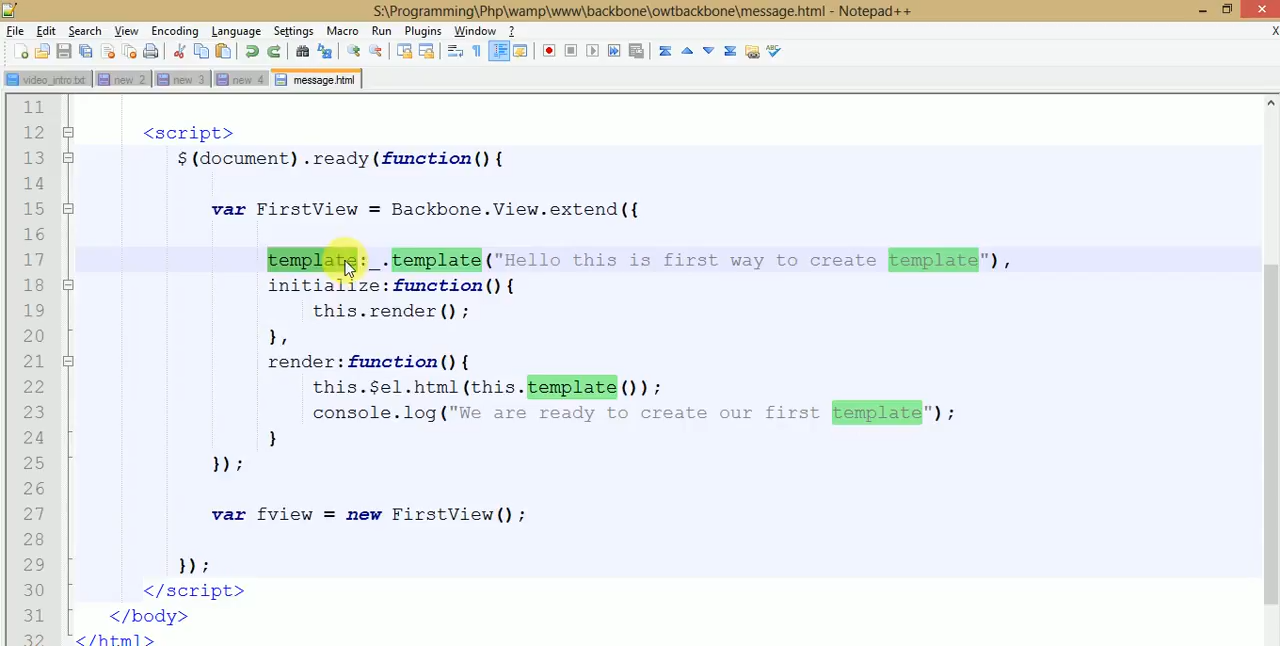 S:\Programming\Php\wamp\www\backbone\owtbackbone\message.html - Notepad++
File Edit Search View Encoding Language Settings Macro Run Plugins Window ? X
video_intro.txt new 2 new 3 new 4 message.html
11
12 <script>
13 $(document).ready(function(){
14
15 var FirstView = Backbone.View.extend({
16
17 template:_.template("Hello this is first way to create template"),
18 initialize:function(){
19 this.render();
20 },
21 render:function(){
22 this.$el.html(this.template());
23 console.log("We are ready to create our first template");
24 }
25 });
26
27 var fview = new FirstView();
28
29 });
30 </script>
31 </body>
32 </html>